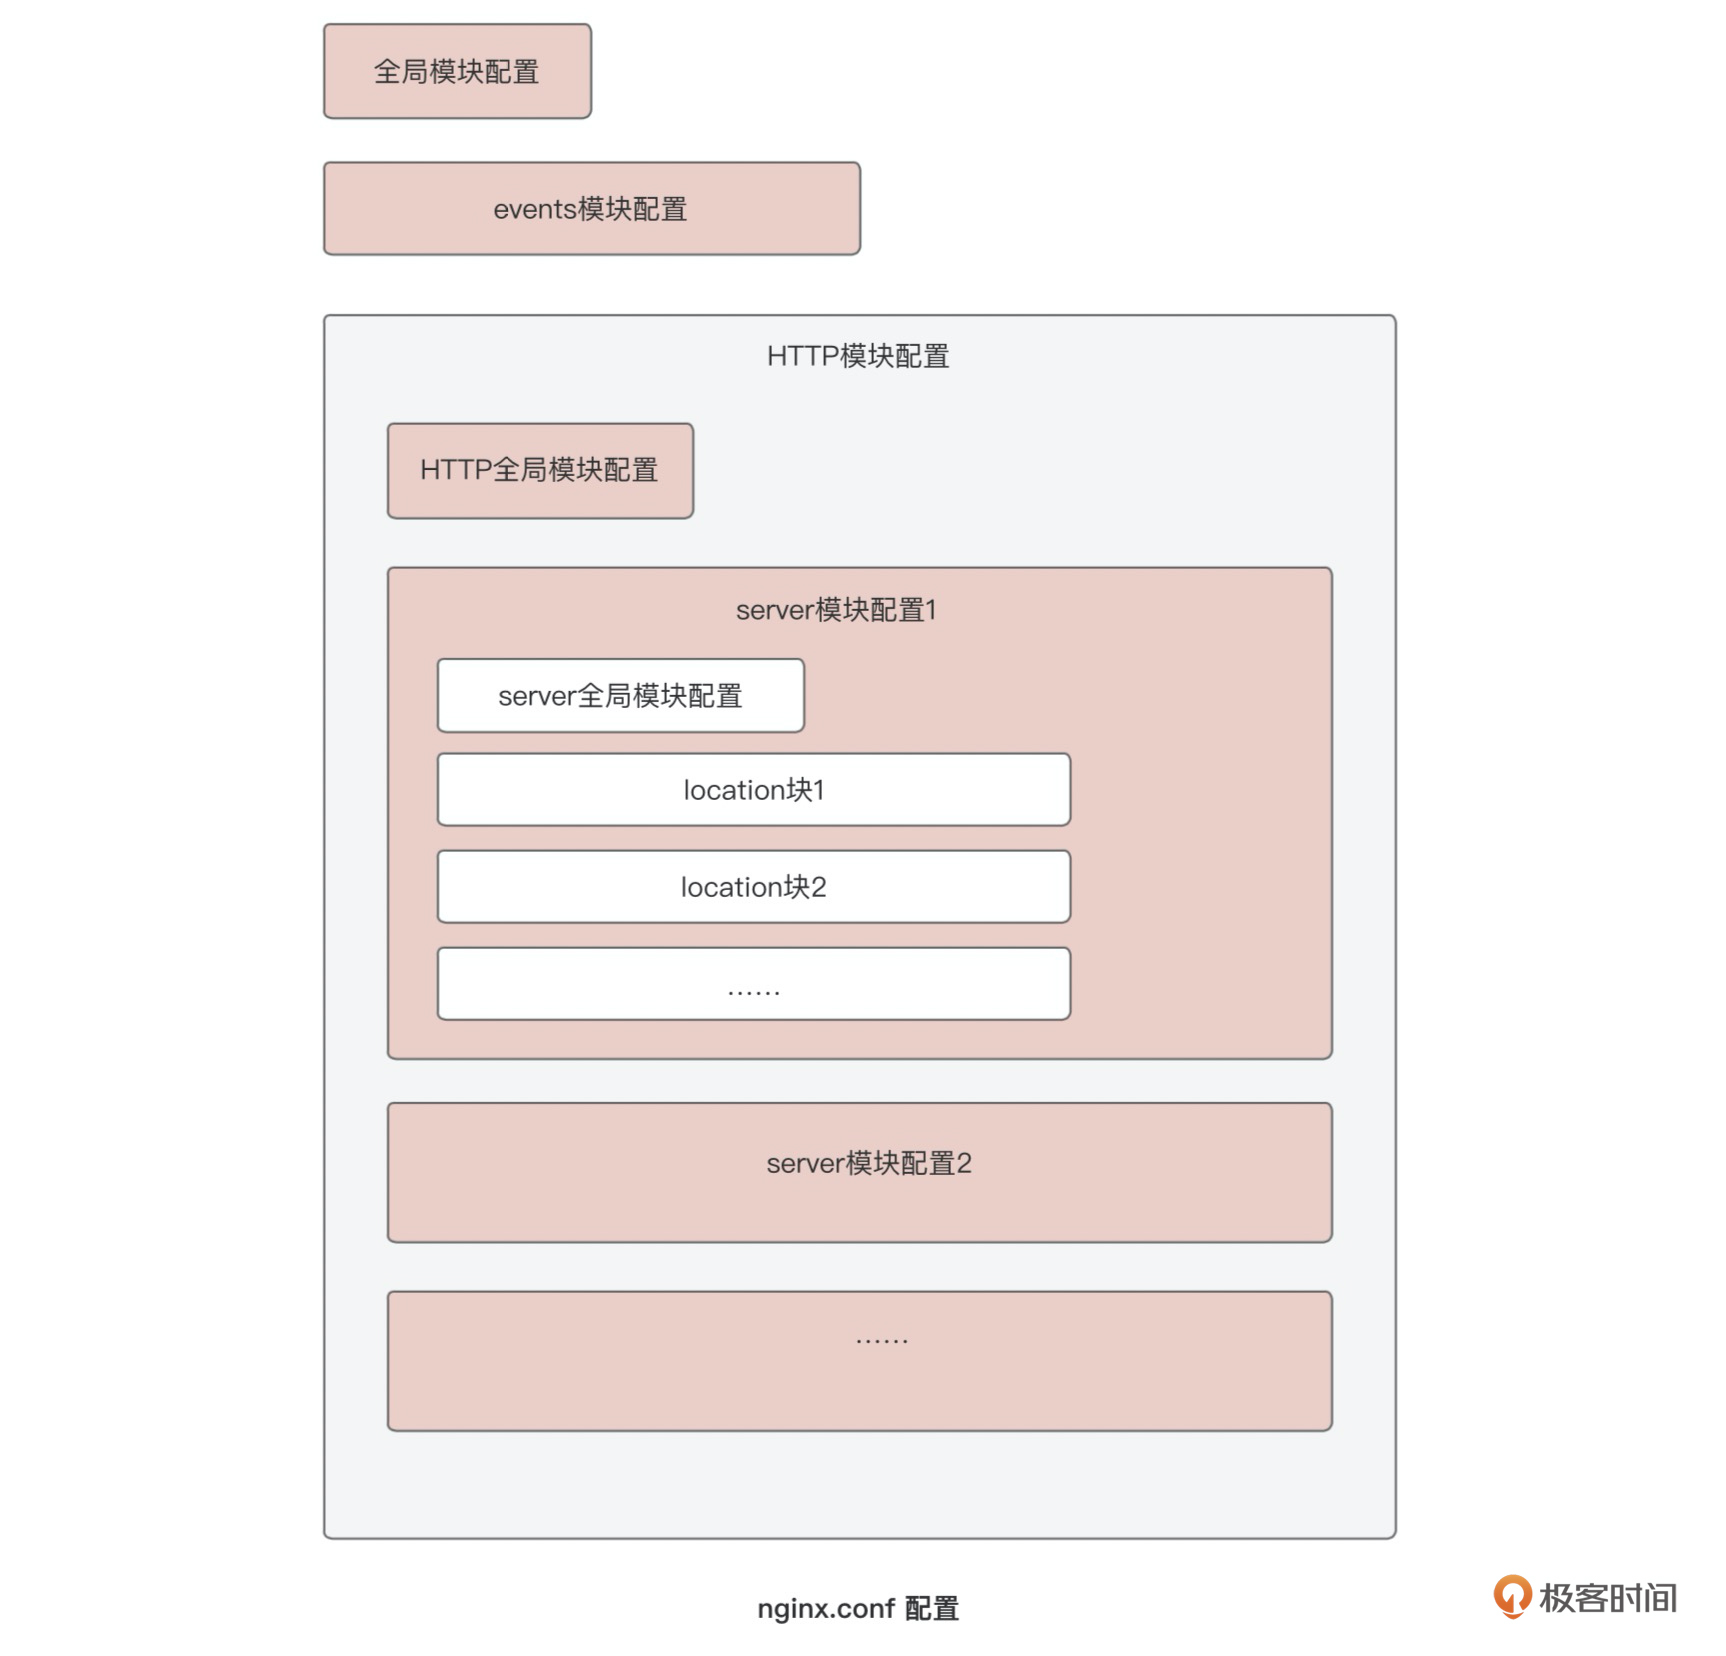 全局模块配置
events模块配置
HTTP模块配置
HTTP全局模块配置
server模块配置1
server全局模块配置
location块1
location块2
……
server模块配置2
……
nginx.conf 配置
极客时间